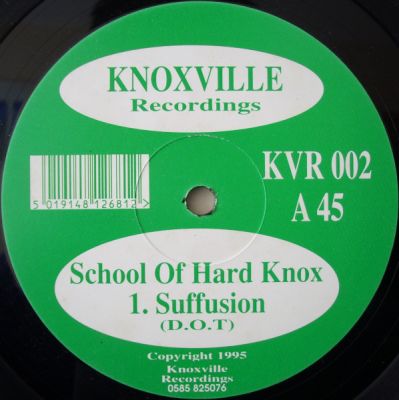 KNOXVILLE
Recordings
KVR 002
A 45
5 019148 126812 >
School Of Hard Knox
1. Suffusion
(D.O.T)
Copyright 1995
Knoxville
Recordings
0585 825076